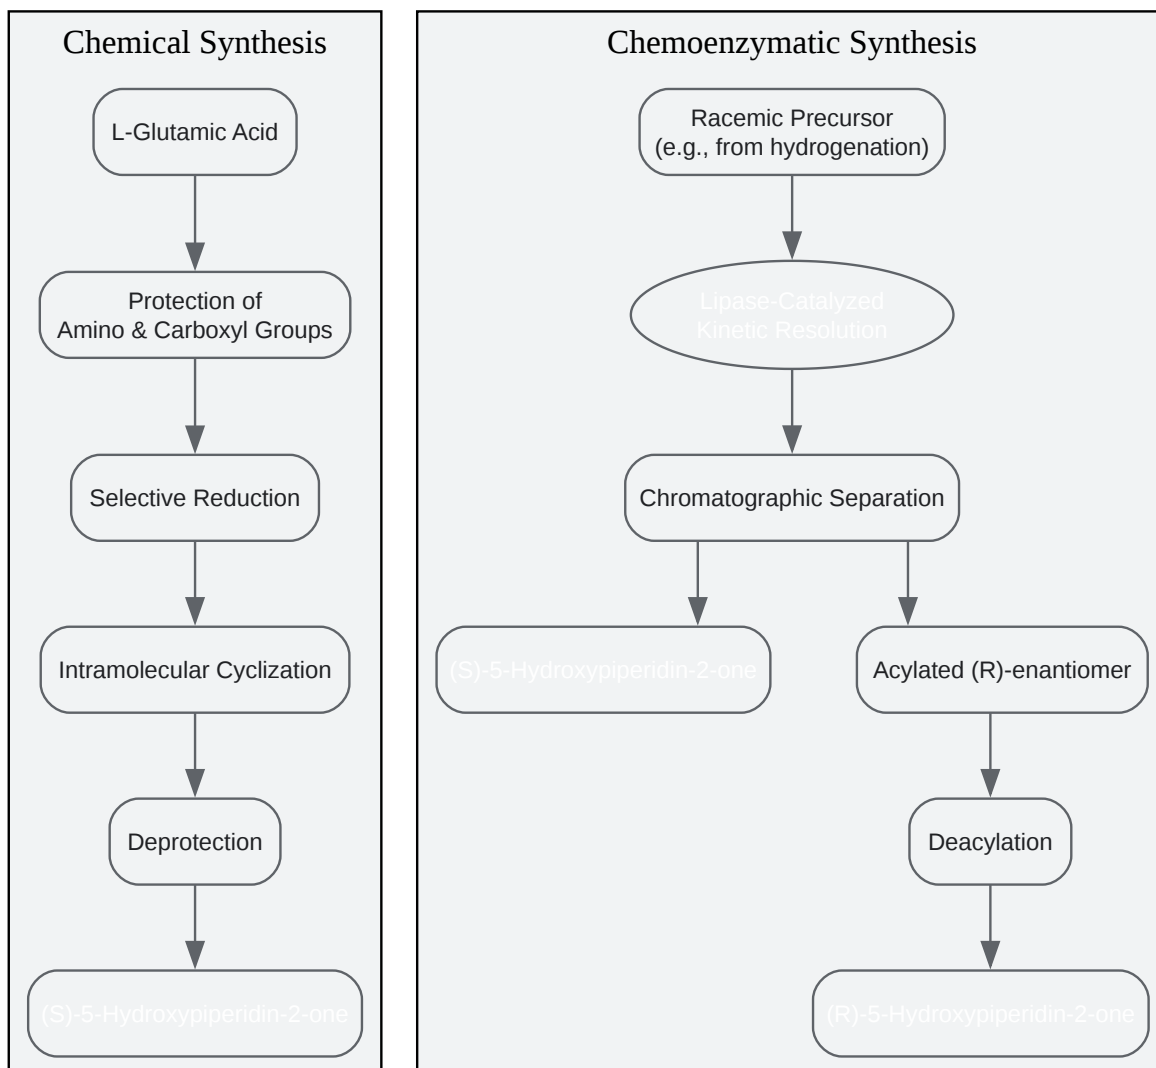 Chemical Synthesis
L-Glutamic Acid
Protection of
Amino & Carboxyl Groups
Selective Reduction
Intramolecular Cyclization
Deprotection
(S)-5-Hydroxypiperidin-2-one
Chemoenzymatic Synthesis
Racemic Precursor
(e.g., from hydrogenation)
Lipase-Catalyzed
Kinetic Resolution
Chromatographic Separation
(S)-5-Hydroxypiperidin-2-one
Acylated (R)-enantiomer
Deacylation
(R)-5-Hydroxypiperidin-2-one